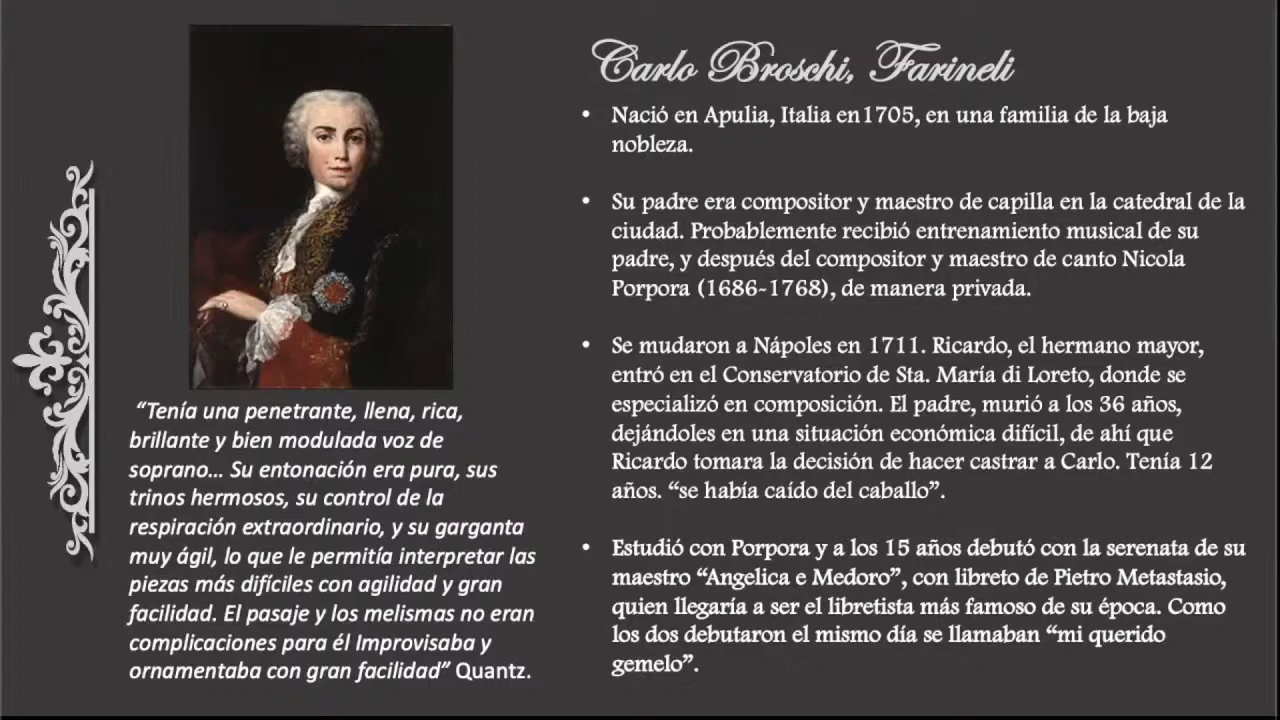 Carlo Broschi, Farineli
• Nació en Apulia, Italia en1705, en una familia de la baja
nobleza.
• Su padre era compositor y maestro de capilla en la catedral de la
ciudad. Probablemente recibió entrenamiento musical de su
padre, y después del compositor y maestro de canto Nicola
Porpora (1686-1768), de manera privada.
• Se mudaron a Nápoles en 1711. Ricardo, el hermano mayor,
entró en el Conservatorio de Sta. María di Loreto, donde se
especializó en composición. El padre, murió a los 36 años,
dejándoles en una situación económica difícil, de ahí que
Ricardo tomara la decisión de hacer castrar a Carlo. Tenía 12
años. “se había caído del caballo”.
• Estudió con Porpora y a los 15 años debutó con la serenata de su
maestro “Angelica e Medoro”, con libreto de Pietro Metastasio,
quien llegaría a ser el libretista más famoso de su época. Como
los dos debutaron el mismo día se llamaban “mi querido
gemelo”.
“Tenía una penetrante, llena, rica,
brillante y bien modulada voz de
soprano… Su entonación era pura, sus
trinos hermosos, su control de la
respiración extraordinario, y su garganta
muy ágil, lo que le permitía interpretar las
piezas más difíciles con agilidad y gran
facilidad. El pasaje y los melismas no eran
complicaciones para él Improvisaba y
ornamentaba con gran facilidad” Quantz.